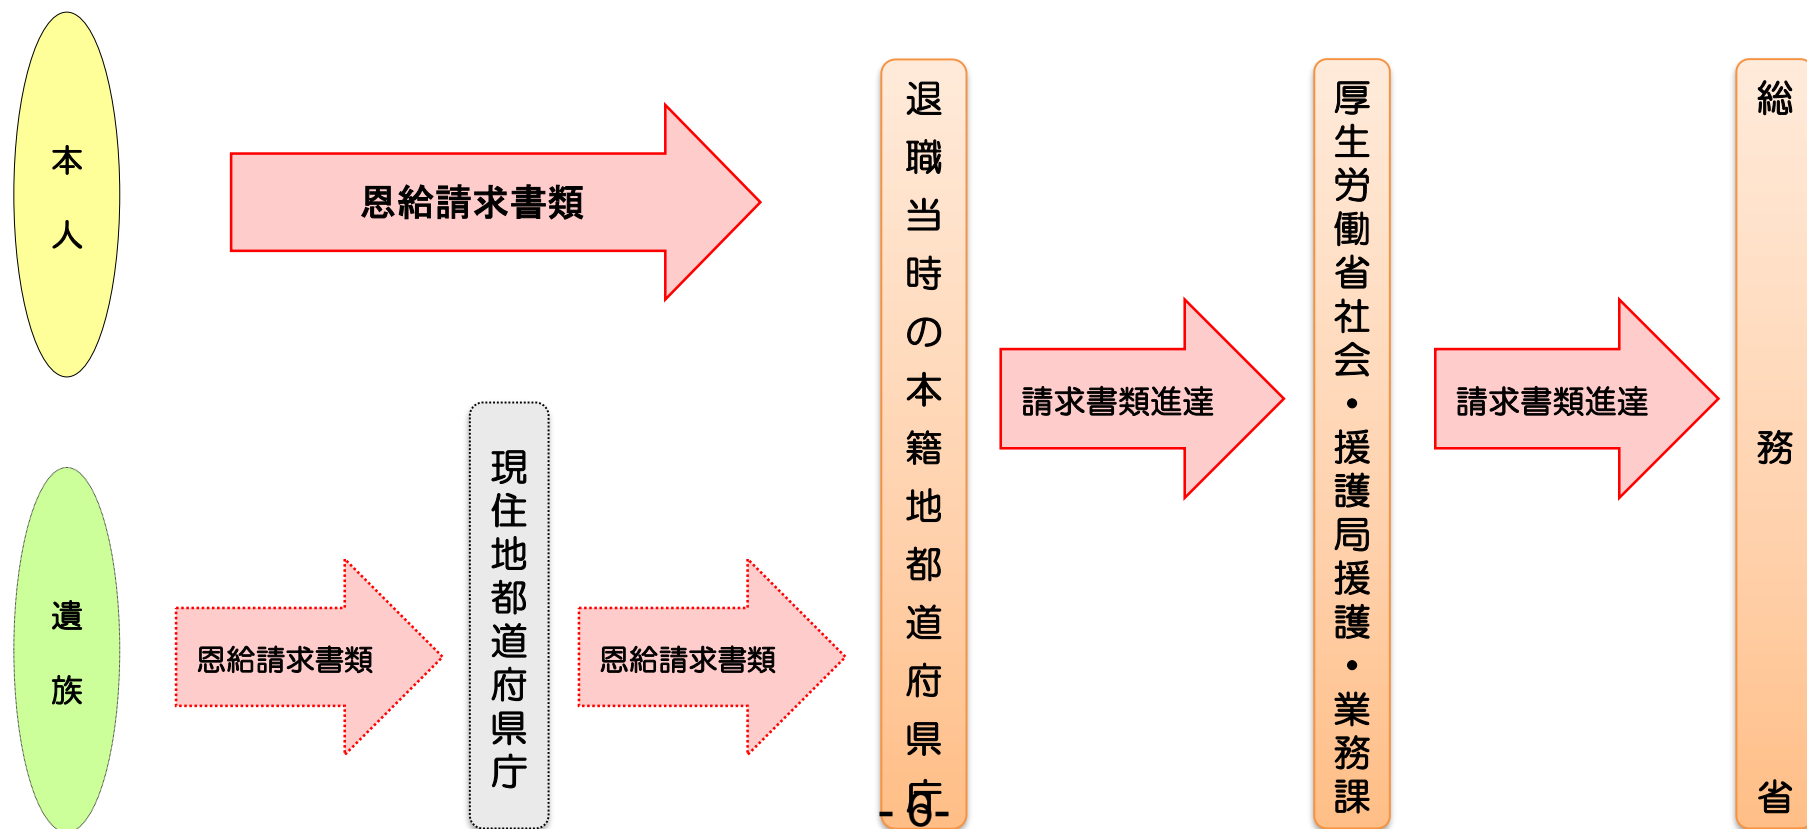 本人
恩給請求書類
遺族
恩給請求書類
現住地都道府県庁
恩給請求書類
退職当時の本籍地都道府県庁
請求書類進達
厚生労働省社会・援護局援護・業務課
請求書類進達
総務省
- 6-